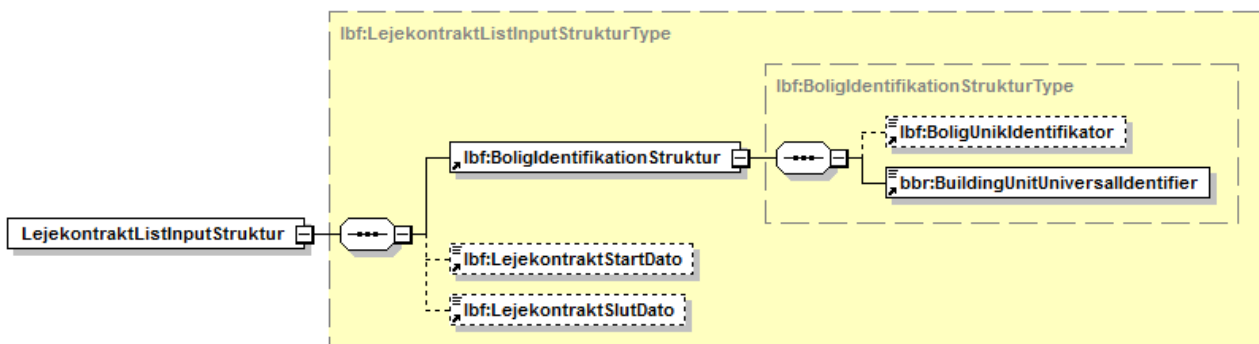 lbf:LejekontraktListInputStrukturType
lbf:BoligIdentifikationStrukturType
lbf:BoligUnikIdentifikator
lbf:BoligIdentifikationStruktur
bbr:BuildingUnitUniversalIdentifier
LejekontraktListInputStruktur
lbf:LejekontraktStartDato
lbf:LejekontraktSlutDato